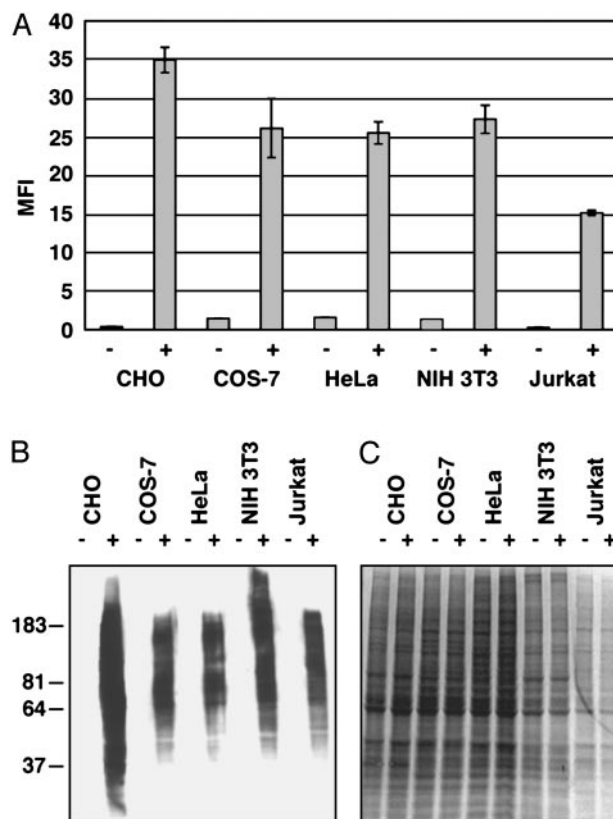 A
40
35
30
25
20
15
10
5
0
MFI
- + - + - + - + - +
CHO COS-7 HeLa NIH 3T3 Jurkat
B
CHO COS-7 HeLa NIH 3T3 Jurkat
- + - + - + - + - +
183
81
64
37
C
CHO COS-7 HeLa NIH 3T3 Jurkat
- + - + - + - + - +